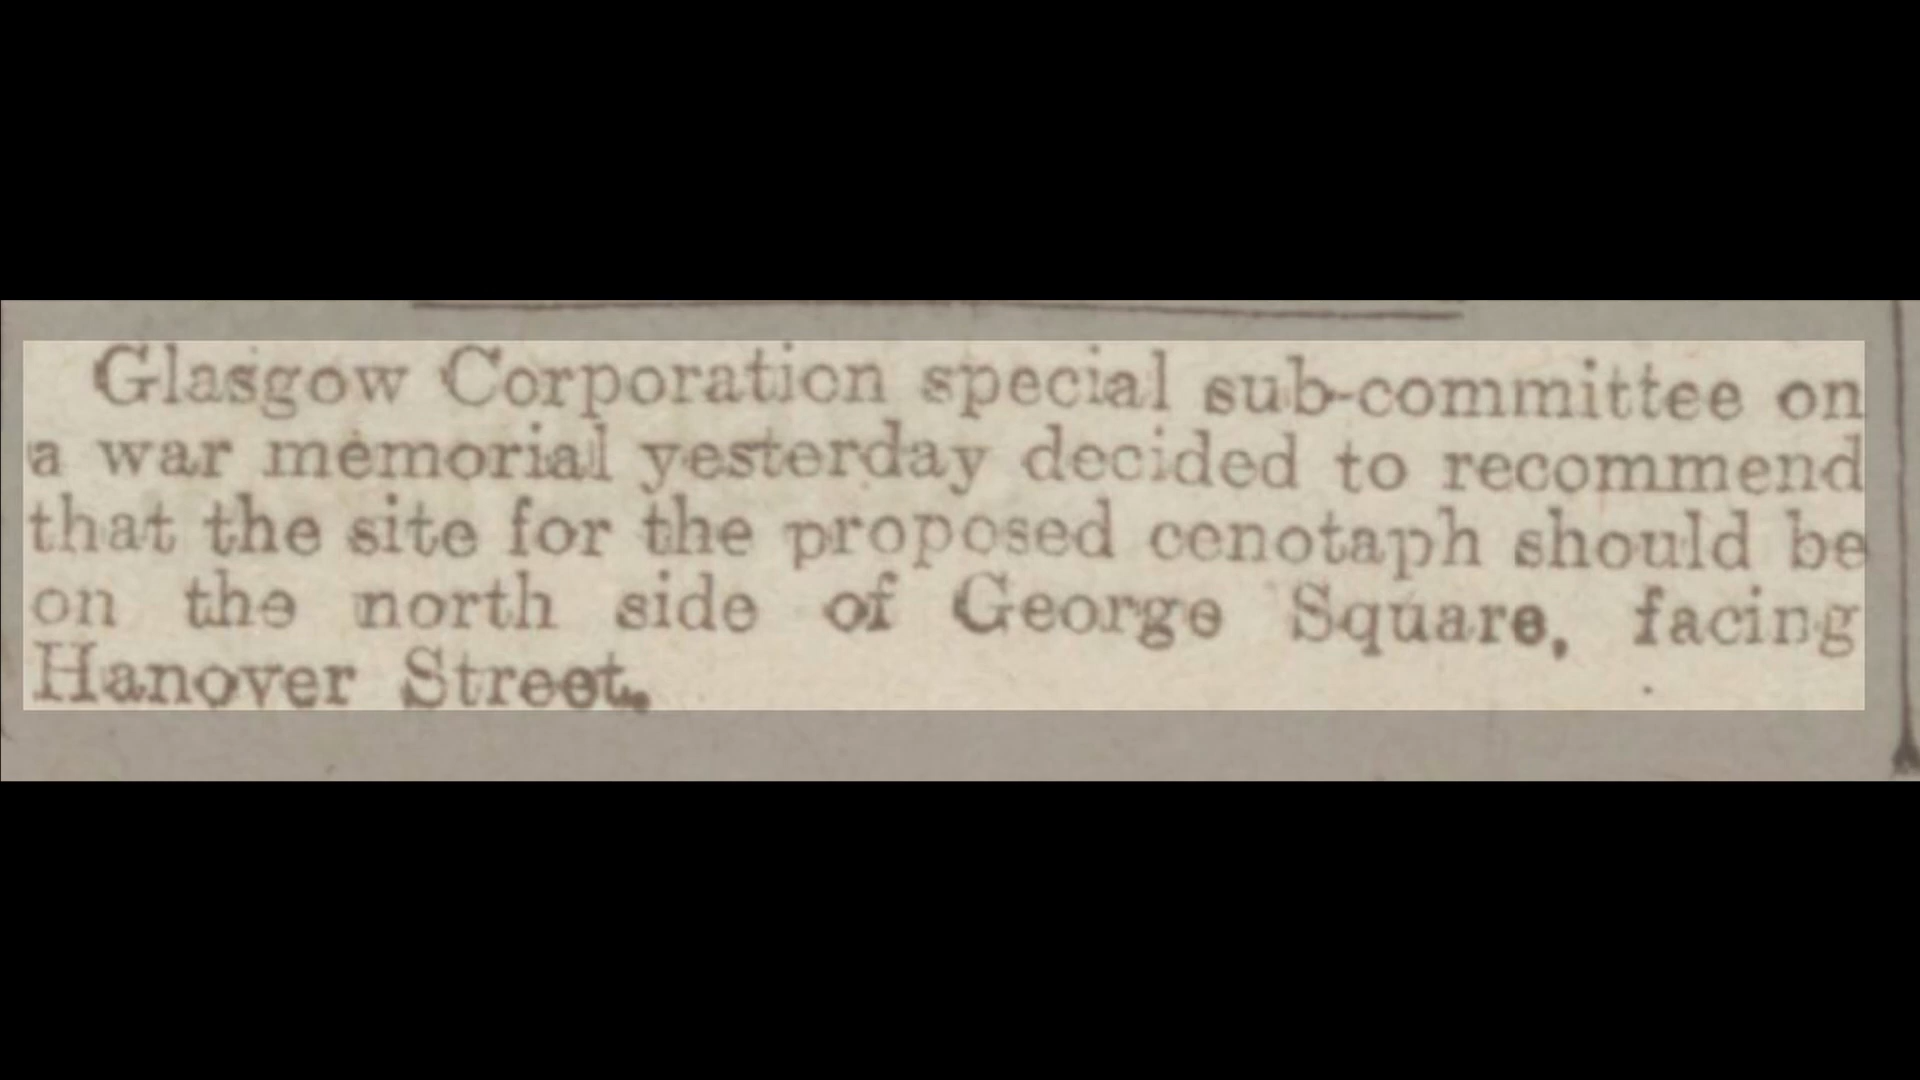 Glasgow Corporation special sub-committee on
a war memorial yesterday decided to recommend
that the site for the proposed cenotaph should be
on the north side of George Square, facing
Hanover Street.